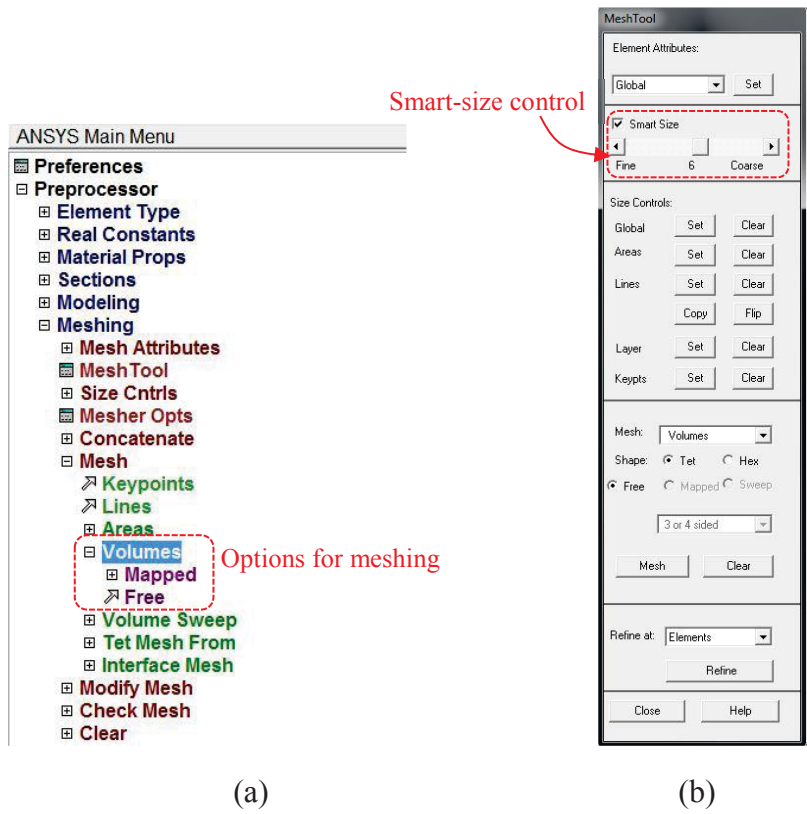 ANSYS Main Menu
Preferences
Preprocessor
Element Type
Real Constants
Material Props
Sections
Modeling
Meshing
Mesh Attributes
MeshTool
Size Cntrls
Mesher Opts
Concatenate
Mesh
Keypoints
Lines
Areas
Volumes
Mapped
Free
Volume Sweep
Tet Mesh From
Interface Mesh
Modify Mesh
Check Mesh
Clear
Options for meshing
(a)
Smart-size control
MeshTool
Element Attributes:
Global Set
Smart Size
Fine 6 Coarse
Size Controls:
Global Set Clear
Areas Set Clear
Lines Set Clear
Copy Flip
Layer Set Clear
Keypts Set Clear
Mesh: Volumes
Shape: Tet Hex
Free Mapped Sweep
3 or 4 sided
Mesh Clear
Refine at: Elements
Refine
Close Help
(b)